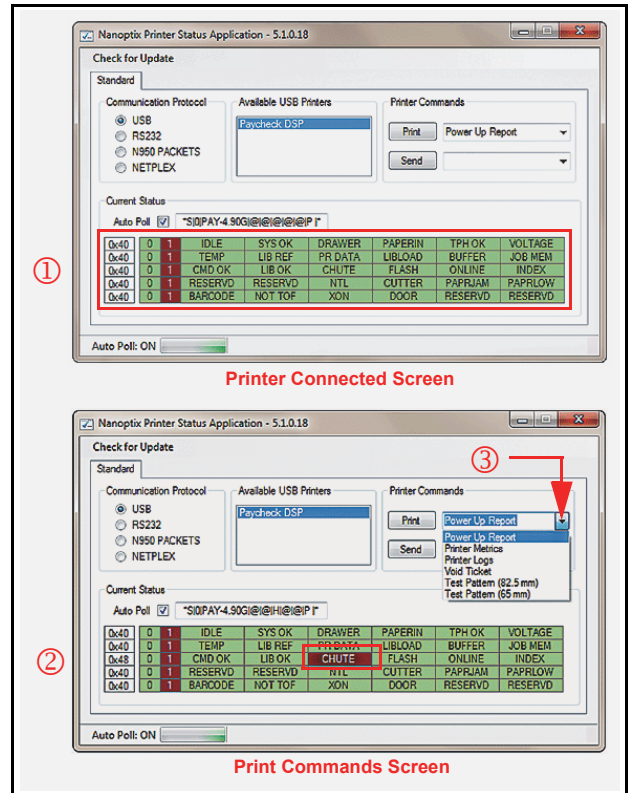 Nanoptix Printer Status Application - 5.1.0.18
Check for Update
Standard
Communication Protocol
USB
RS232
N950 PACKETS
NETPLEX
Available USB Printers
Paycheck DSP
Printer Commands
Print Power Up Report
Send
Current Status
Auto Poll "S|0|PAY-4.90G|@|@|@|@|@|P |"
0x40 0 1 IDLE SYS OK DRAWER PAPERIN TPH OK VOLTAGE
0x40 0 1 TEMP LIB REF PR DATA LIBLOAD BUFFER JOB MEM
0x40 0 1 CMD OK LIB OK CHUTE FLASH ONLINE INDEX
0x40 0 1 RESERVD RESERVD NTL CUTTER PAPRJAM PAPRLOW
0x40 0 1 BARCODE NOT TOF XON DOOR RESERVD RESERVD
①
Auto Poll: ON
Printer Connected Screen
Nanoptix Printer Status Application - 5.1.0.18
Check for Update
③
Standard
Communication Protocol
USB
RS232
N950 PACKETS
NETPLEX
Available USB Printers
Paycheck DSP
Printer Commands
Print Power Up Report
Send
Power Up Report
Printer Metrics
Printer Logs
Void Ticket
Test Pattern (82.5 mm)
Test Pattern (65 mm)
Current Status
Auto Poll "S|0|PAY-4.90G|@|@|H|@|@|P |"
0x40 0 1 IDLE SYS OK DRAWER PAPERIN TPH OK VOLTAGE
0x40 0 1 TEMP LIB REF PR DATA LIBLOAD BUFFER JOB MEM
0x48 0 1 CMD OK LIB OK CHUTE FLASH ONLINE INDEX
0x40 0 1 RESERVD RESERVD NTL CUTTER PAPRJAM PAPRLOW
0x40 0 1 BARCODE NOT TOF XON DOOR RESERVD RESERVD
②
Auto Poll: ON
Print Commands Screen